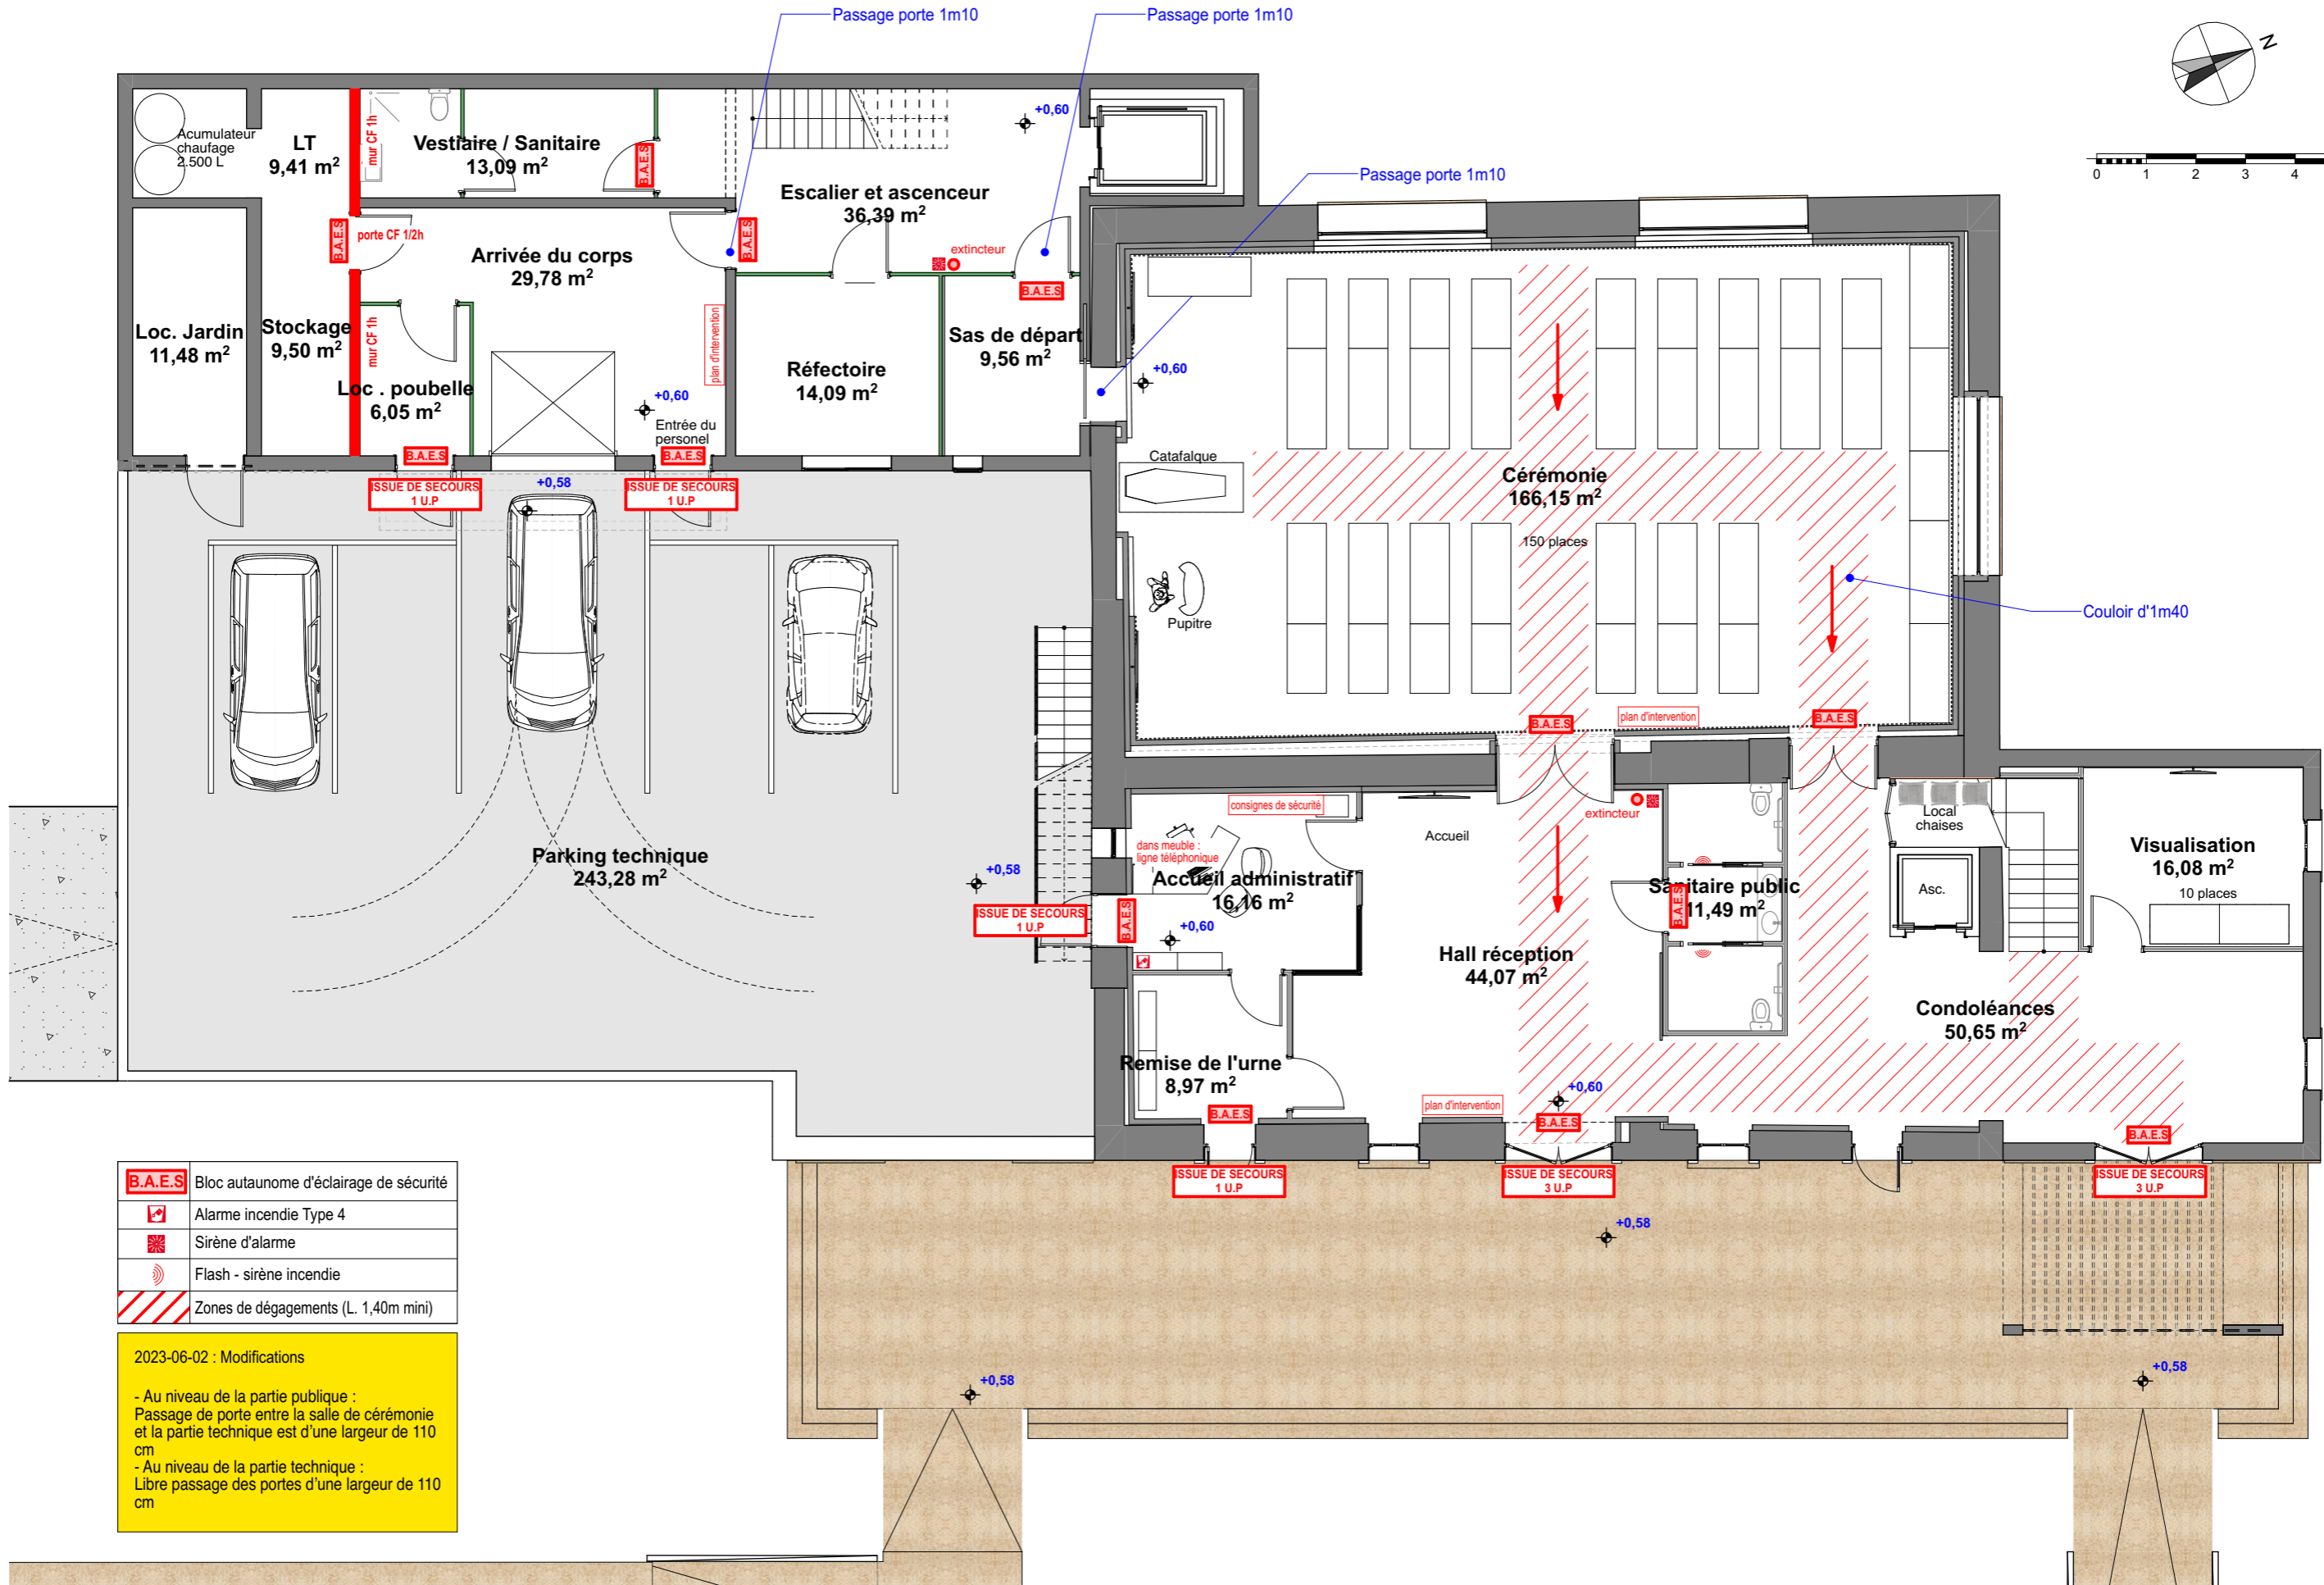 Passage porte 1m10
Passage porte 1m10
N
+0,60
Acumulateur
chaufage
2.500 L
LT
9,41 m²
mur CF 1h
Vestiaire / Sanitaire
13,09 m²
B.A.E.S
Escalier et ascenceur
36,39 m²
Passage porte 1m10
0 1 2 3 4
B.A.E.S
porte CF 1/2h
Arrivée du corps
29,78 m²
B.A.E.S
extincteur
B.A.E.S
Loc. Jardin
11,48 m²
Stockage
9,50 m²
mur CF 1h
Loc . poubelle
6,05 m²
plan d'intervention
+0,60
Entrée du
personel
Réfectoire
14,09 m²
Sas de départ
9,56 m²
+0,60
B.A.E.S
B.A.E.S
ISSUE DE SECOURS
1 U.P
+0,58
ISSUE DE SECOURS
1 U.P
Catafalque
Cérémonie
166,15 m²
150 places
Pupitre
Couloir d'1m40
B.A.E.S
plan d'intervention
B.A.E.S
consignes de sécurité
dans meuble :
ligne téléphonique
Accueil
extincteur
Local
chaises
Visualisation
16,08 m²
10 places
Asc.
Parking technique
243,28 m²
+0,58
Accueil administratif
16,16 m²
Sanitaire public
11,49 m²
B.A.E.S
ISSUE DE SECOURS
1 U.P
B.A.E.S
+0,60
Hall réception
44,07 m²
Condoléances
50,65 m²
Remise de l'urne
8,97 m²
+0,60
plan d'intervention
B.A.E.S
B.A.E.S
B.A.E.S
ISSUE DE SECOURS
1 U.P
ISSUE DE SECOURS
3 U.P
ISSUE DE SECOURS
3 U.P
+0,58
+0,58
+0,58
B.A.E.S Bloc autaunome d'éclairage de sécurité
Alarme incendie Type 4
Sirène d'alarme
Flash - sirène incendie
Zones de dégagements (L. 1,40m mini)
2023-06-02 : Modifications
- Au niveau de la partie publique :
Passage de porte entre la salle de cérémonie
et la partie technique est d'une largeur de 110
cm
- Au niveau de la partie technique :
Libre passage des portes d'une largeur de 110
cm